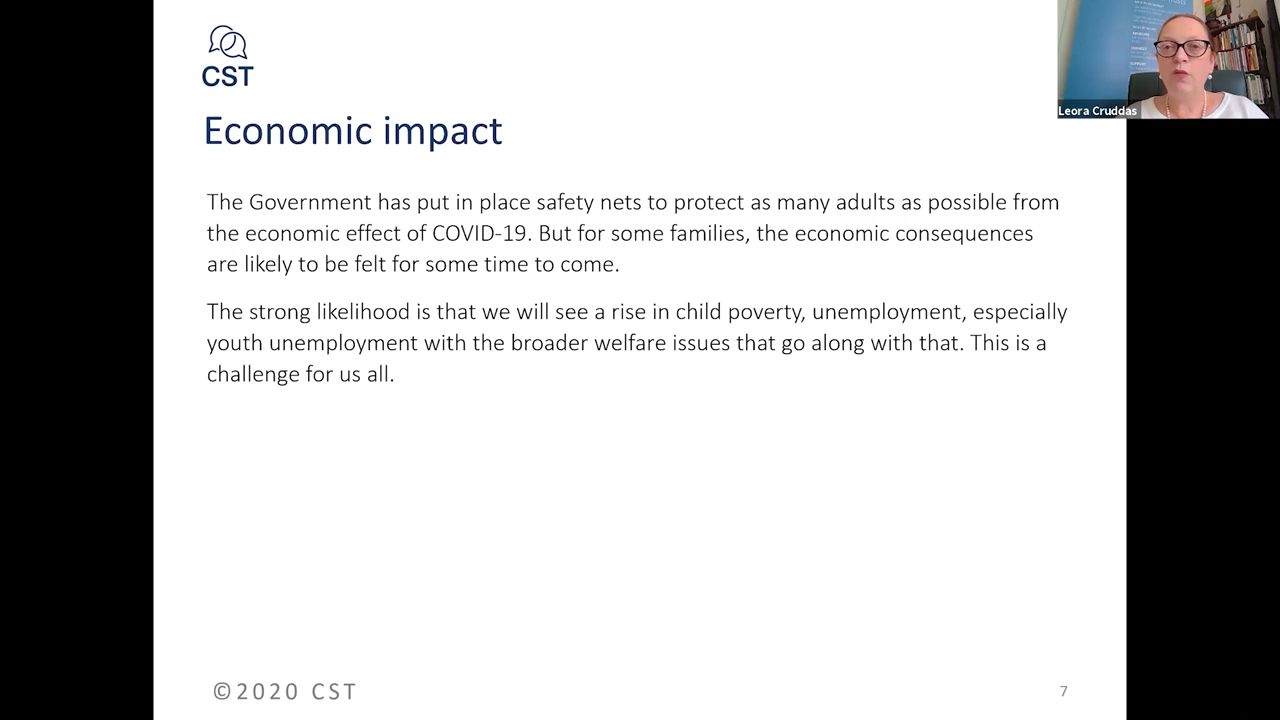 CST
Leora Cruddas
Economic impact
The Government has put in place safety nets to protect as many adults as possible from
the economic effect of COVID-19. But for some families, the economic consequences
are likely to be felt for some time to come.
The strong likelihood is that we will see a rise in child poverty, unemployment, especially
youth unemployment with the broader welfare issues that go along with that. This is a
challenge for us all.
©2020 CST
7